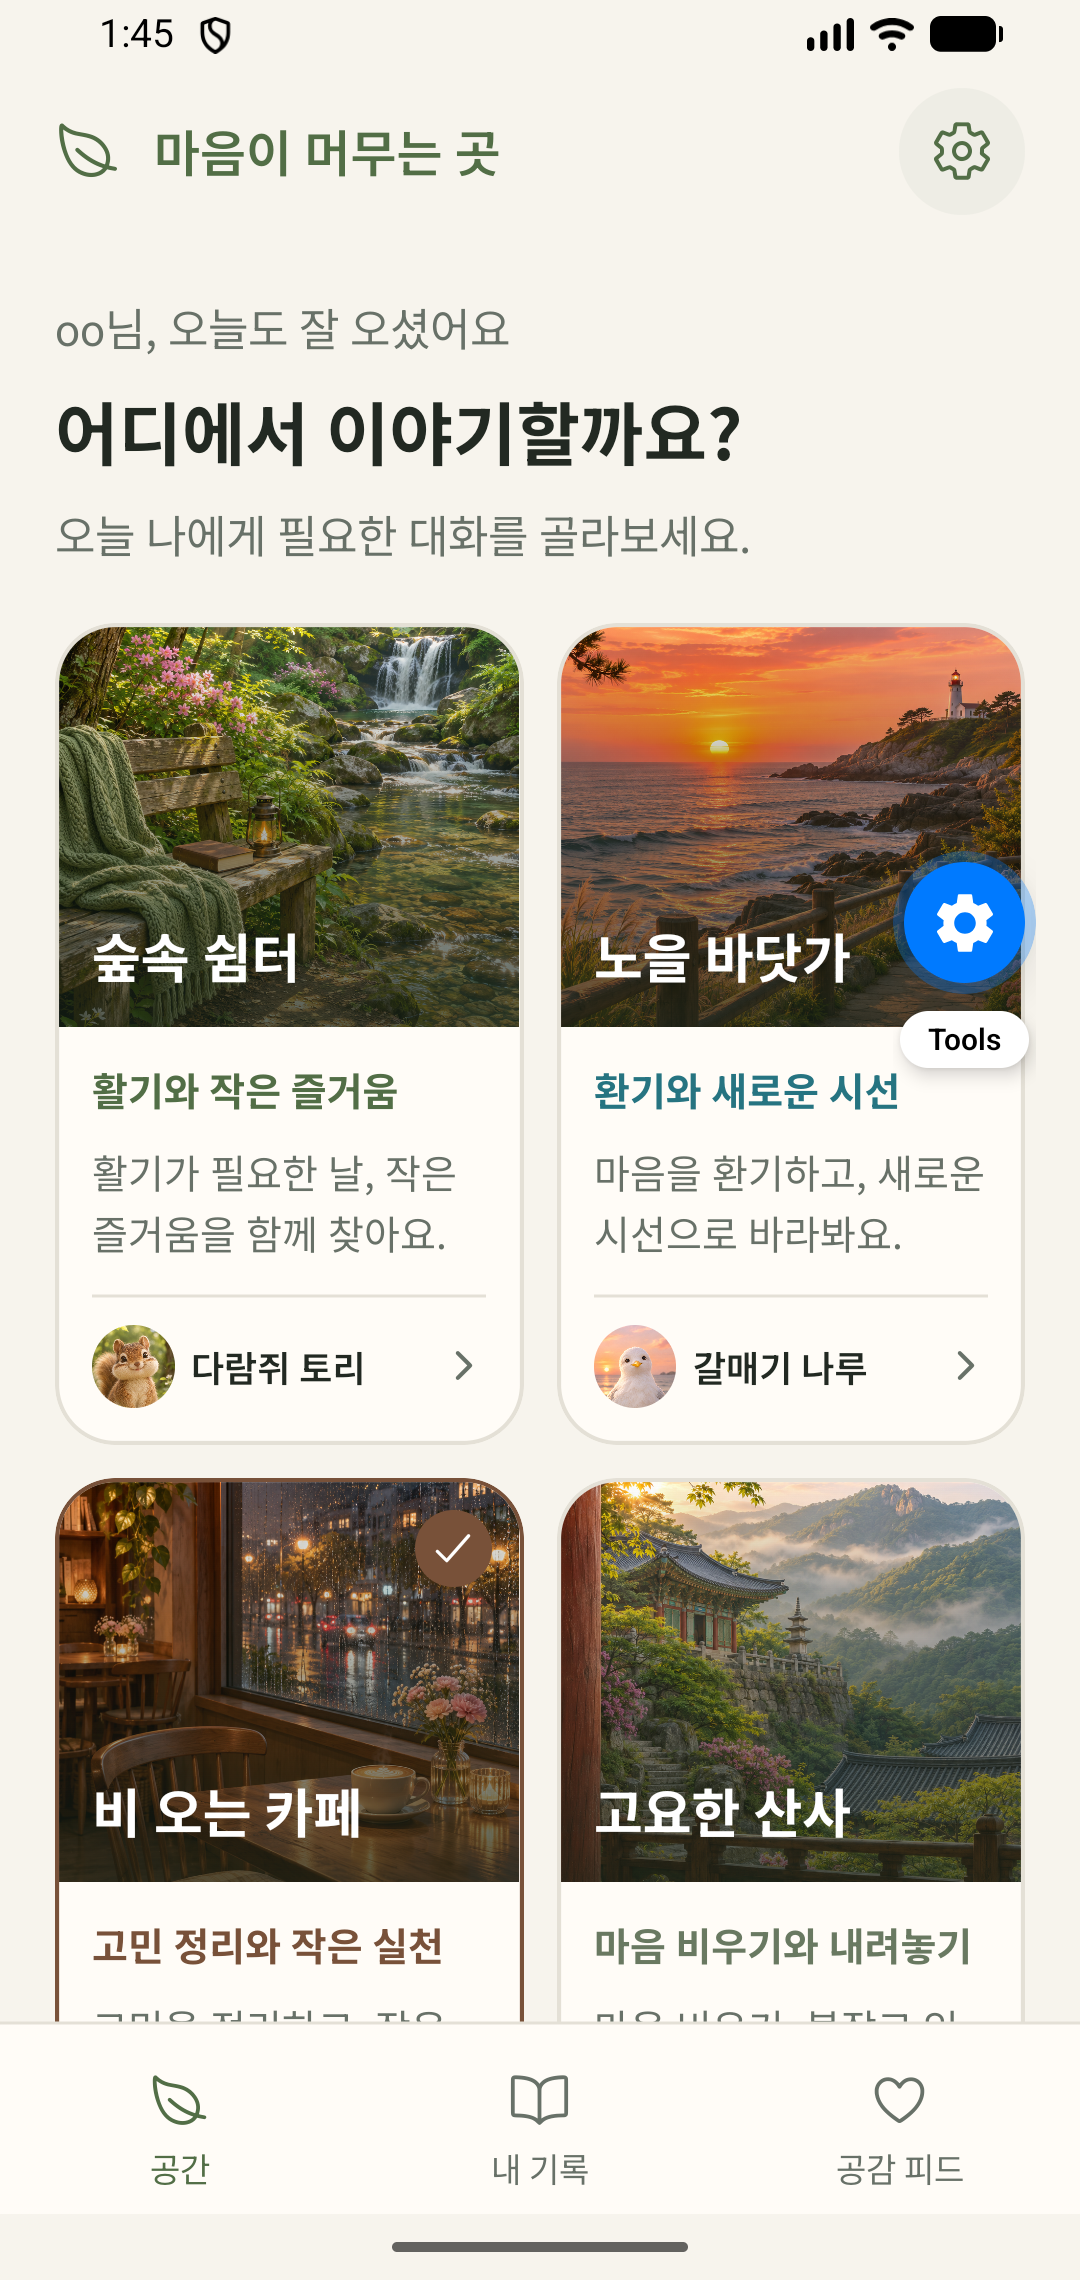 1:45
마음이 머무는 곳
oo님, 오늘도 잘 오셨어요
어디에서 이야기할까요?
오늘 나에게 필요한 대화를 골라보세요.
숲속 쉼터
활기와 작은 즐거움
활기가 필요한 날, 작은
즐거움을 함께 찾아요.
다람쥐 토리
노을 바닷가
Tools
환기와 새로운 시선
마음을 환기하고, 새로운
시선으로 바라봐요.
갈매기 나루
비 오는 카페
고민 정리와 작은 실천
고요한 산사
마음 비우기와 내려놓기
공간
내 기록
공감 피드